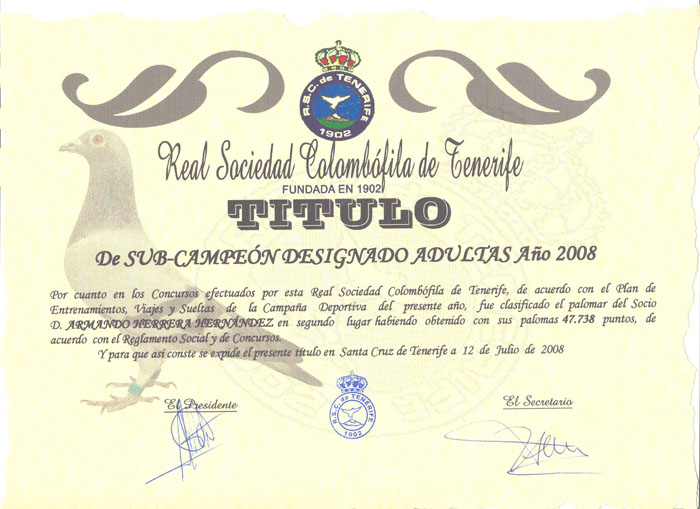 R.S.C. de TENERIFE
1902
Real Sociedad Colombófila de Tenerife
FUNDADA EN 1902
TITULO
De SUB-CAMPEÓN DESIGNADO ADULTAS Año 2008
Por cuanto en los Concursos efectuados por esta Real Sociedad Colombófila de Tenerife, de acuerdo con el Plan de
Entrenamientos, Viajes y Sueltas de la Campaña Deportiva del presente año, fue clasificado el palomar del Socio
D. ARMANDO HERRERA HERNÁNDEZ en segundo lugar habiendo obtenido con sus palomas 47.738 puntos, de
acuerdo con el Reglamento Social y de Concursos.
Y para que así conste se expide el presente título en Santa Cruz de Tenerife a 12 de Julio de 2008
El Presidente
El Secretario
R.S.C. de TENERIFE
1902